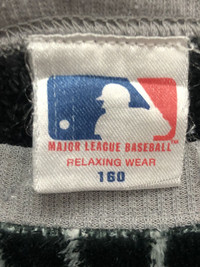 MAJOR LEAGUE BASEBALL
RELAXING WEAR
160